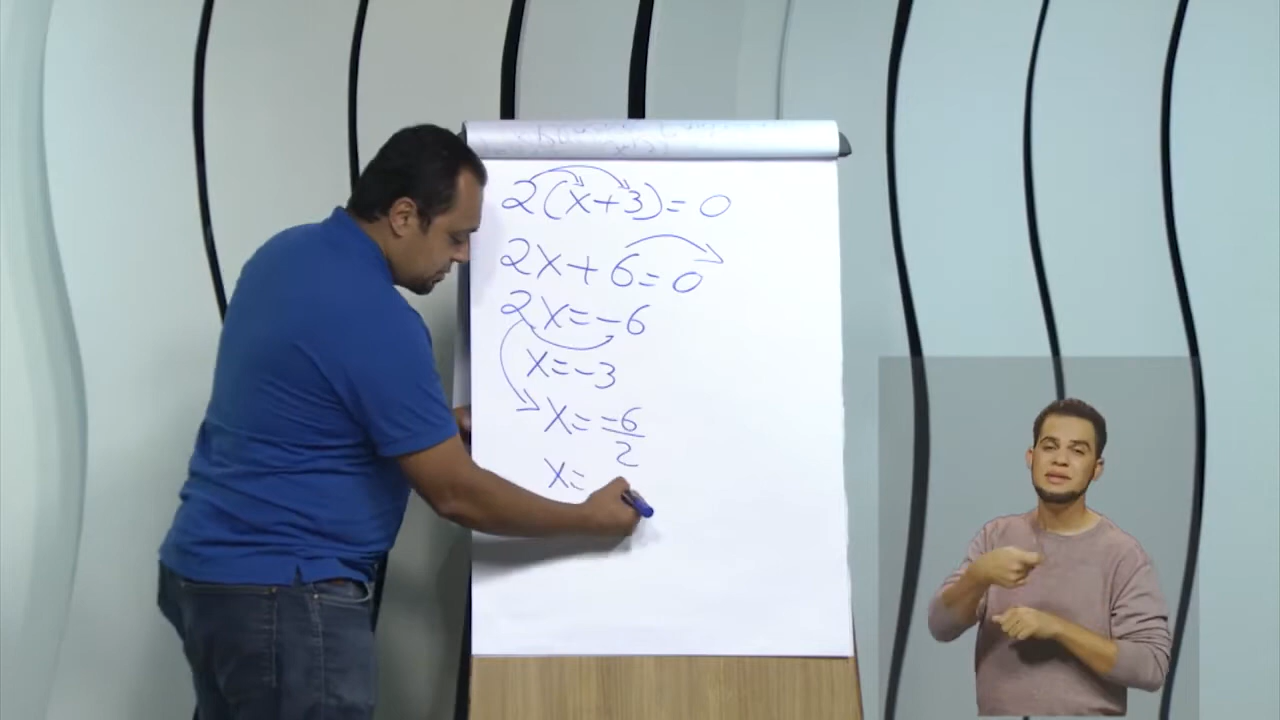 2(x+3)=0
2x+6=0
2x=-6
x=-3
x=-6/2
x=